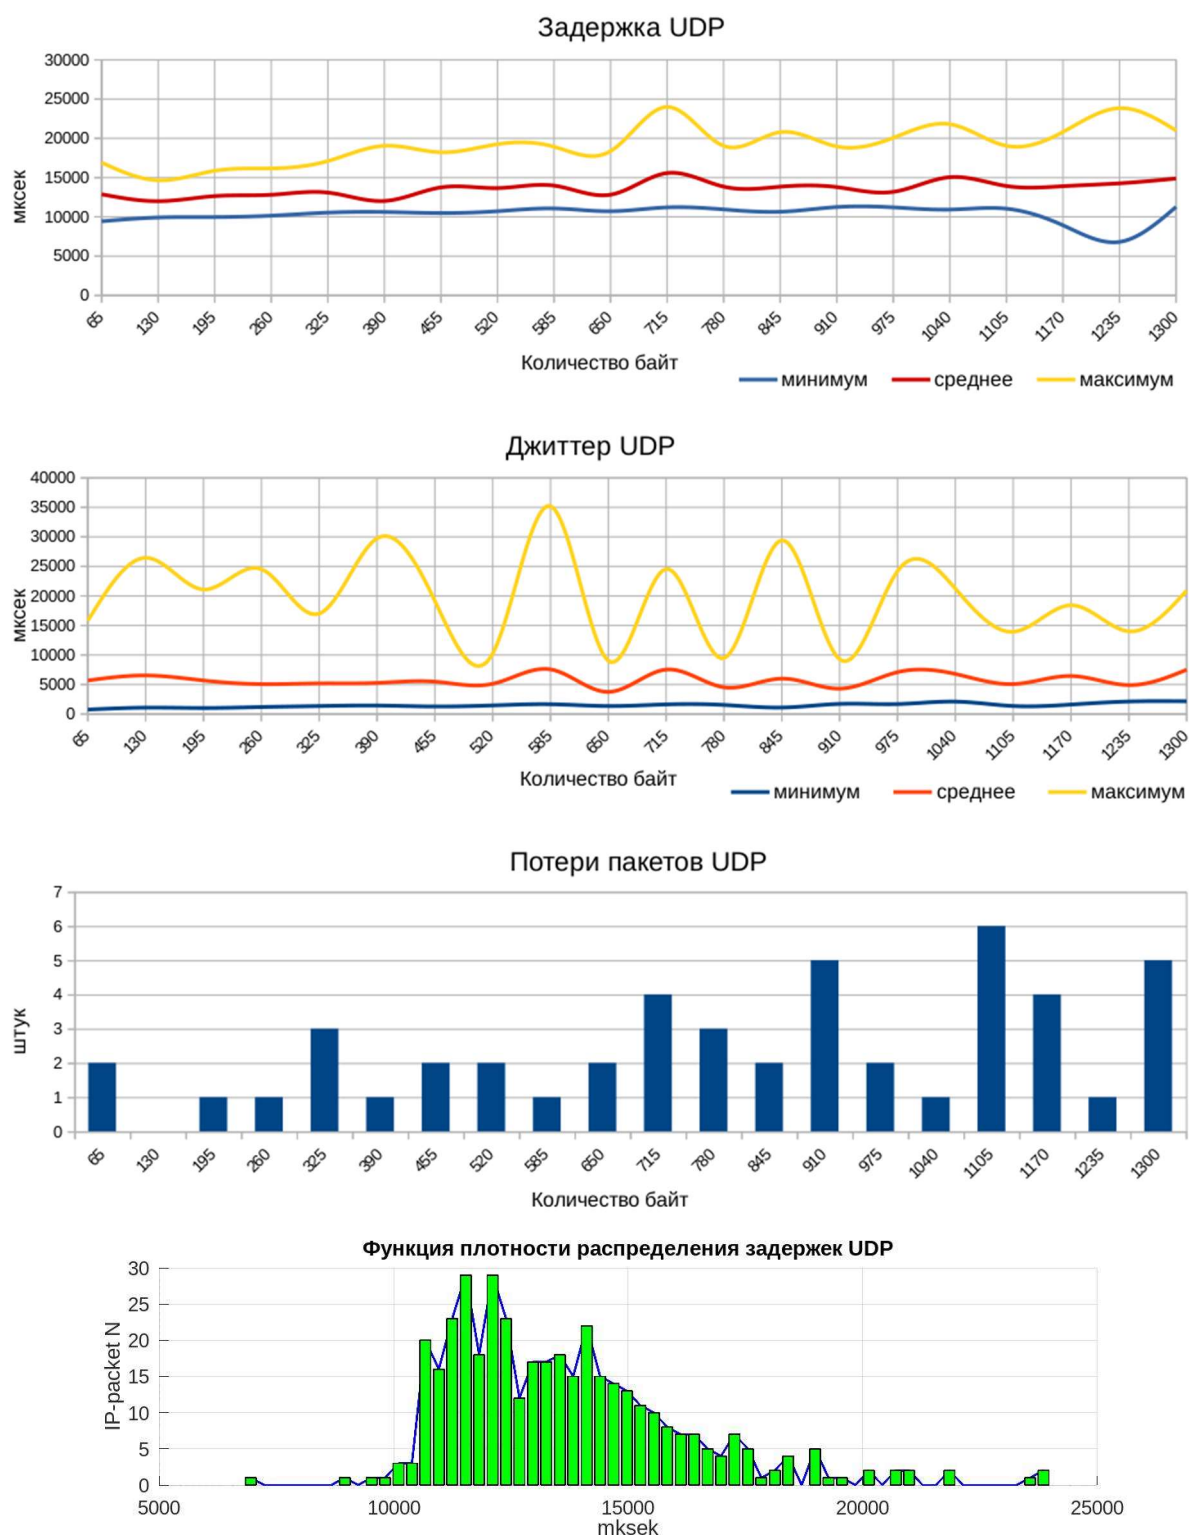 Задержка UDP
30000
25000
20000
15000
10000
5000
0
мксек
65 130 195 260 325 390 455 520 585 650 715 780 845 910 975 1040 1105 1170 1235 1300
Количество байт
минимум среднее максимум
Джиттер UDP
40000
35000
30000
25000
20000
15000
10000
5000
0
мксек
65 130 195 260 325 390 455 520 585 650 715 780 845 910 975 1040 1105 1170 1235 1300
Количество байт
минимум среднее максимум
Потери пакетов UDP
7
6
5
4
3
2
1
0
штук
65 130 195 260 325 390 455 520 585 650 715 780 845 910 975 1040 1105 1170 1235 1300
Количество байт
Функция плотности распределения задержек UDP
30
25
20
15
10
5
0
IP-packet N
5000 10000 15000 20000 25000
mksek